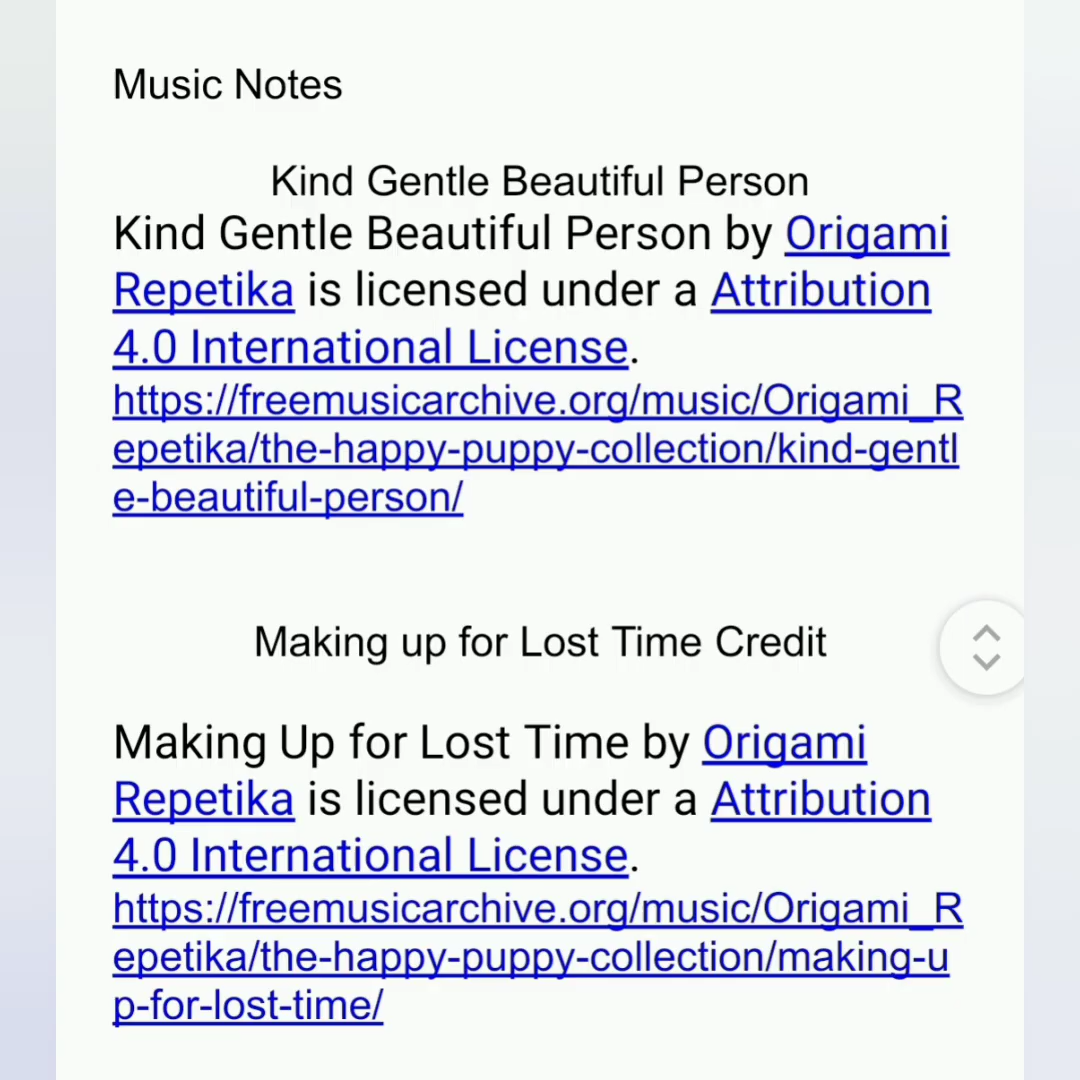 Music Notes
Kind Gentle Beautiful Person
Kind Gentle Beautiful Person by Origami
Repetika is licensed under a Attribution
4.0 International License.
https://freemusicarchive.org/music/Origami_R
epetika/the-happy-puppy-collection/kind-gentl
e-beautiful-person/
Making up for Lost Time Credit
Making Up for Lost Time by Origami
Repetika is licensed under a Attribution
4.0 International License.
https://freemusicarchive.org/music/Origami_R
epetika/the-happy-puppy-collection/making-u
p-for-lost-time/